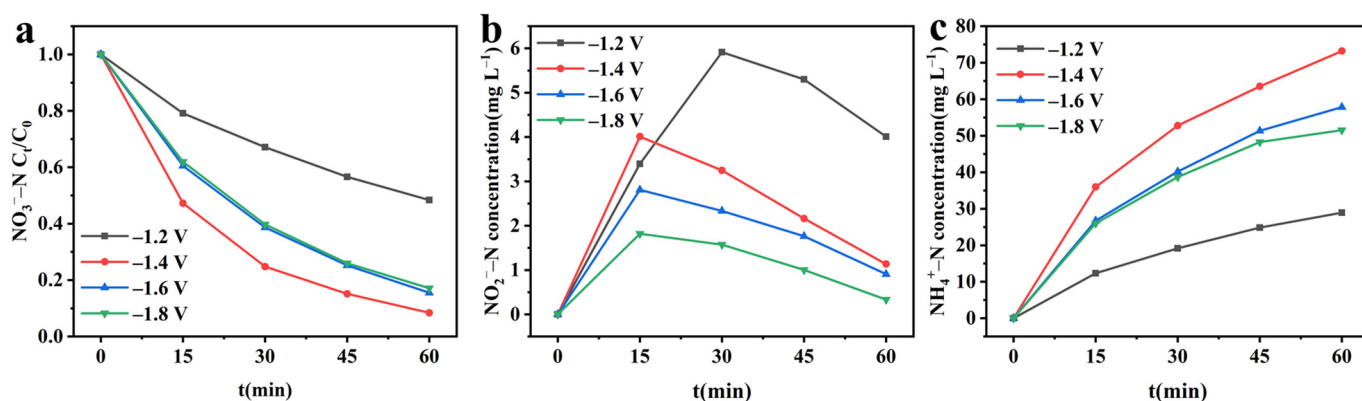 a
NO₃⁻–N Cₜ/C₀
1.0
0.8
0.6
0.4
0.2
0.0
–1.2 V
–1.4 V
–1.6 V
–1.8 V
0 15 30 45 60
t(min)
b
NO₂⁻–N concentration(mg L⁻¹)
6
5
4
3
2
1
0
–1.2 V
–1.4 V
–1.6 V
–1.8 V
0 15 30 45 60
t(min)
c
NH₄⁺–N concentration(mg L⁻¹)
80
70
60
50
40
30
20
10
0
–1.2 V
–1.4 V
–1.6 V
–1.8 V
0 15 30 45 60
t(min)